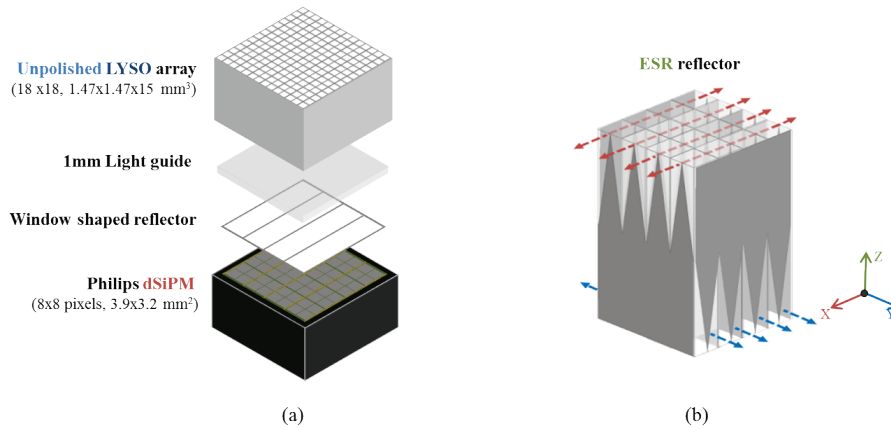 Unpolished LYSO array
(18 x18, 1.47x1.47x15 mm³)
1mm Light guide
Window shaped reflector
Philips dSiPM
(8x8 pixels, 3.9x3.2 mm²)
(a)
ESR reflector
Z
X
Y
(b)